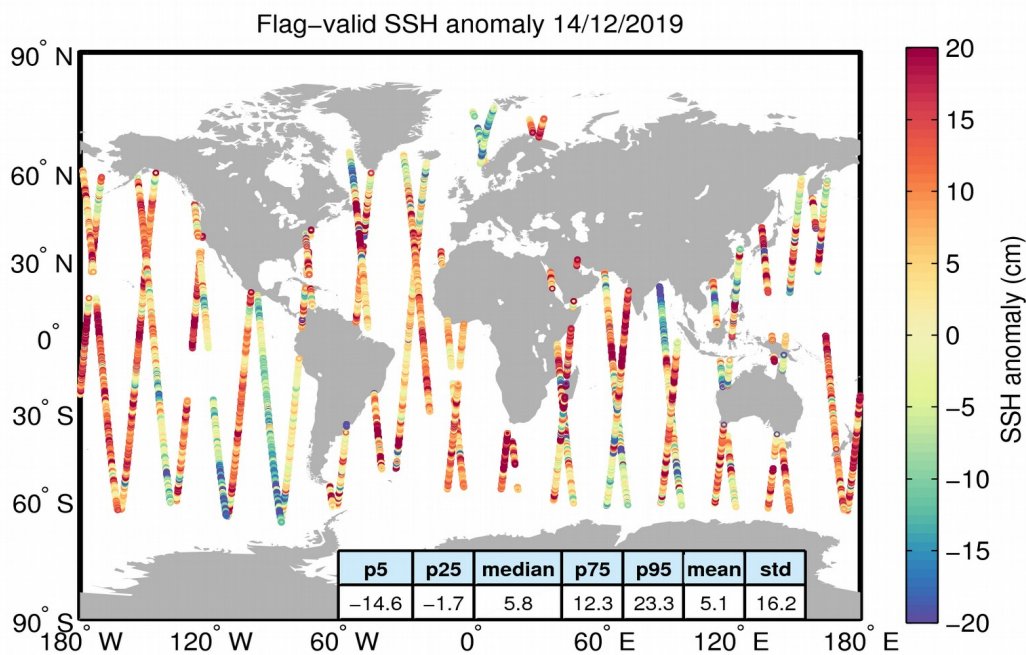 Flag−valid SSH anomaly 14/12/2019
90° N
60° N
30° N
0°
30° S
60° S
90° S
180° W
120° W
60° W
0°
60° E
120° E
180° E
p5 p25 median p75 p95 mean std
−14.6 −1.7 5.8 12.3 23.3 5.1 16.2
20
15
10
5
0
−5
−10
−15
−20
SSH anomaly (cm)